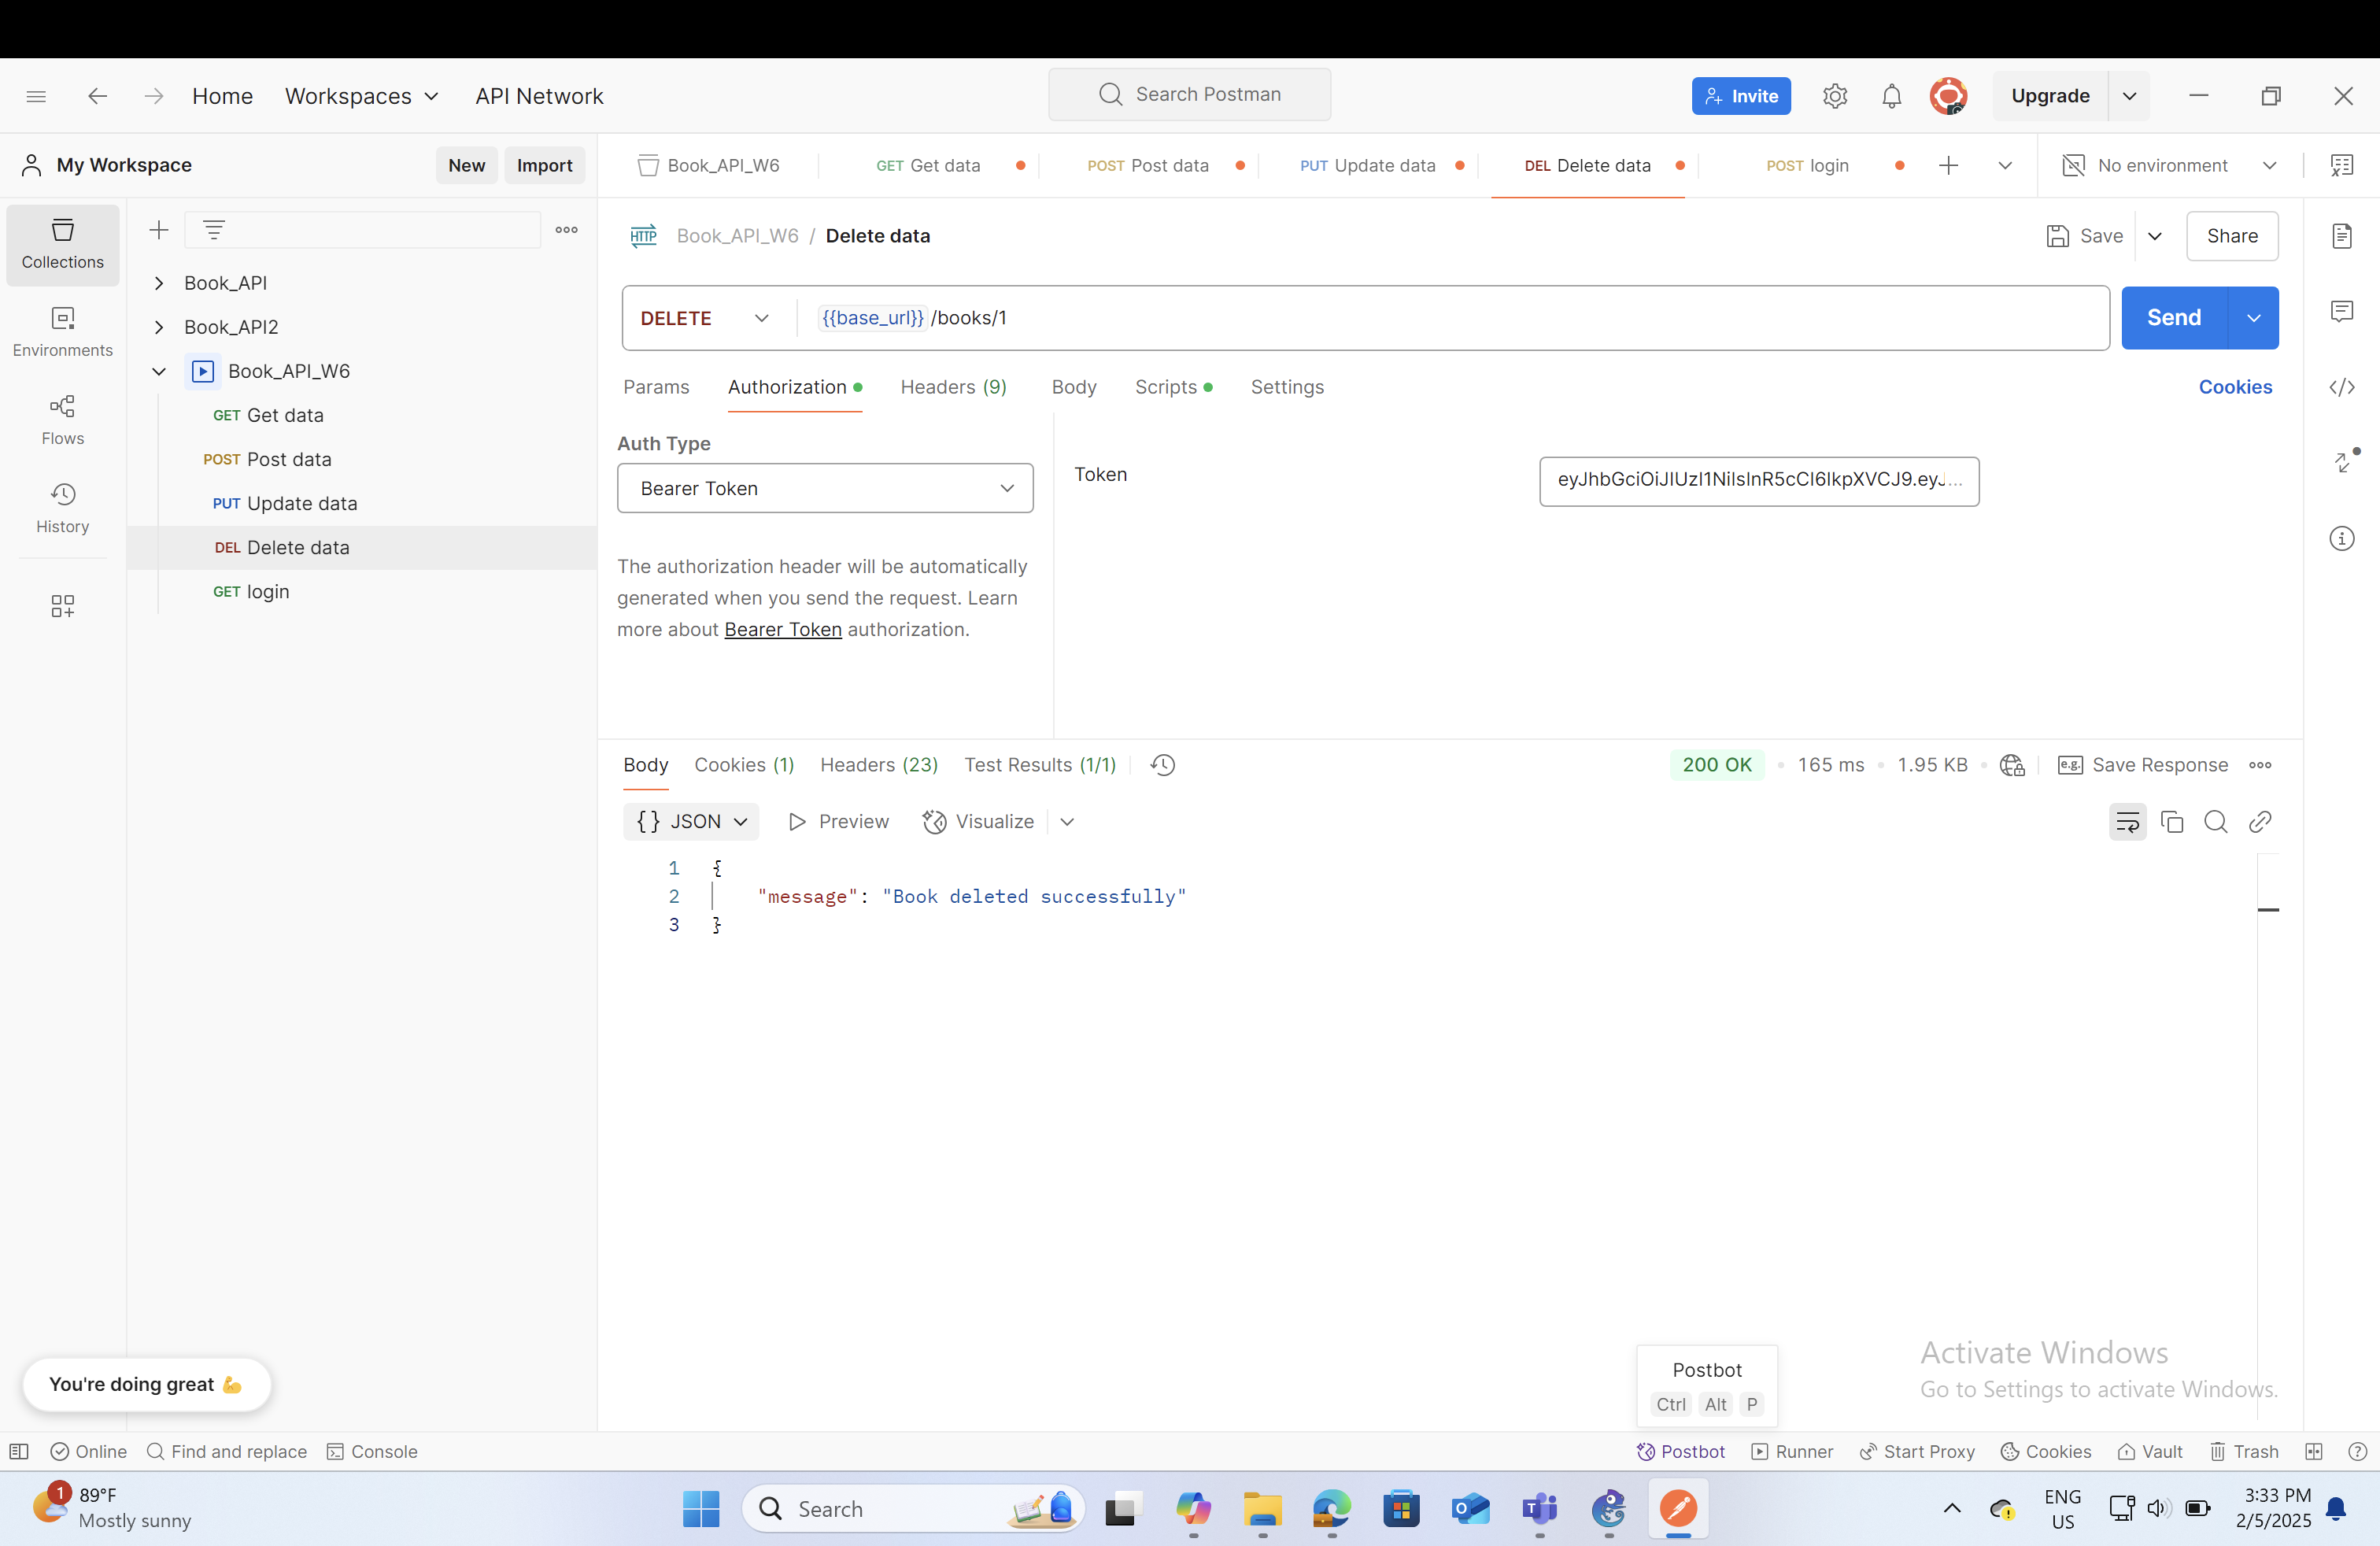 Home
Workspaces
API Network
Search Postman
Invite
Upgrade
My Workspace
New
Import
Book_API_W6
GET Get data
POST Post data
PUT Update data
DEL Delete data
POST login
No environment
Collections
Environments
Flows
History
Book_API
Book_API2
Book_API_W6
GET Get data
POST Post data
PUT Update data
DEL Delete data
GET login
HTTP
Book_API_W6 / Delete data
Save
Share
DELETE
{{base_url}} /books/1
Send
Params
Authorization
Headers (9)
Body
Scripts
Settings
Cookies
Auth Type
Bearer Token
The authorization header will be automatically
generated when you send the request. Learn
more about Bearer Token authorization.
Token
Body
Cookies (1)
Headers (23)
Test Results (1/1)
200 OK
165 ms
1.95 KB
e.g. Save Response
{} JSON
Preview
Visualize
1 {
2 "message": "Book deleted successfully"
3 }
You're doing great 💪
Postbot
Ctrl Alt P
Activate Windows
Go to Settings to activate Windows.
Online
Find and replace
Console
Postbot
Runner
Start Proxy
Cookies
Vault
Trash
1
89°F
Mostly sunny
Search
ENG
US
3:33 PM
2/5/2025